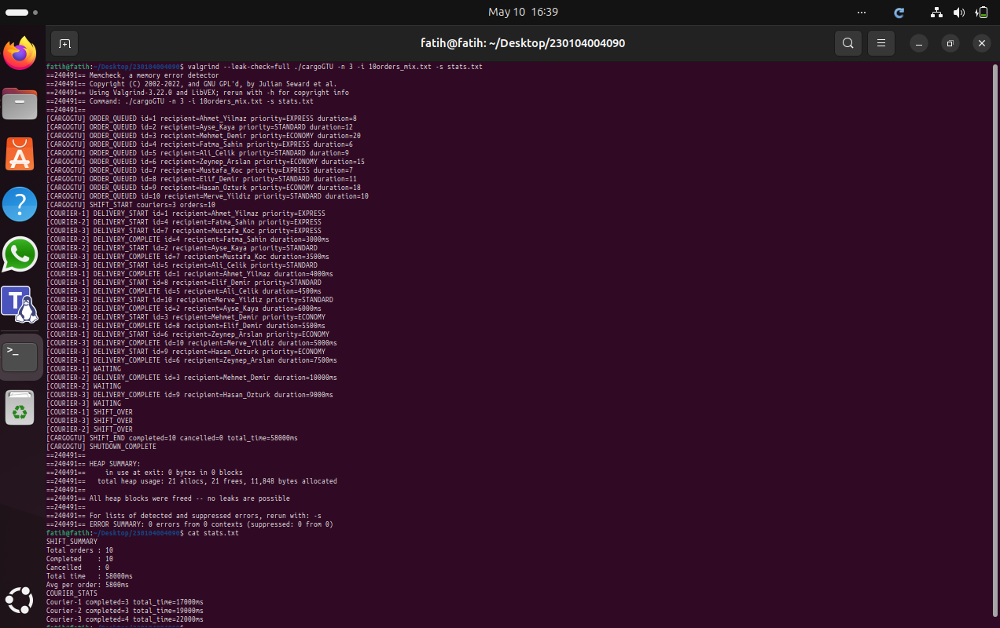 May 10 16:39
fatih@fatih: ~/Desktop/230104004090
fatih@fatih:~/Desktop/230104004090$ valgrind --leak-check=full ./cargoGTU -n 3 -i 10orders_mix.txt -s stats.txt
==240491== Memcheck, a memory error detector
==240491== Copyright (C) 2002-2022, and GNU GPL'd, by Julian Seward et al.
==240491== Using Valgrind-3.22.0 and LibVEX; rerun with -h for copyright info
==240491== Command: ./cargoGTU -n 3 -i 10orders_mix.txt -s stats.txt
==240491==
[CARGOGTU] ORDER_QUEUED id=1 recipient=Ahmet_Yilmaz priority=EXPRESS duration=8
[CARGOGTU] ORDER_QUEUED id=2 recipient=Ayse_Kaya priority=STANDARD duration=12
[CARGOGTU] ORDER_QUEUED id=3 recipient=Mehmet_Demir priority=ECONOMY duration=20
[CARGOGTU] ORDER_QUEUED id=4 recipient=Fatma_Sahin priority=EXPRESS duration=6
[CARGOGTU] ORDER_QUEUED id=5 recipient=Ali_Celik priority=STANDARD duration=9
[CARGOGTU] ORDER_QUEUED id=6 recipient=Zeynep_Arslan priority=ECONOMY duration=15
[CARGOGTU] ORDER_QUEUED id=7 recipient=Mustafa_Koc priority=EXPRESS duration=7
[CARGOGTU] ORDER_QUEUED id=8 recipient=Elif_Demir priority=STANDARD duration=11
[CARGOGTU] ORDER_QUEUED id=9 recipient=Hasan_Ozturk priority=ECONOMY duration=18
[CARGOGTU] ORDER_QUEUED id=10 recipient=Merve_Yildiz priority=STANDARD duration=10
[CARGOGTU] SHIFT_START couriers=3 orders=10
[COURIER-1] DELIVERY_START id=1 recipient=Ahmet_Yilmaz priority=EXPRESS
[COURIER-2] DELIVERY_START id=4 recipient=Fatma_Sahin priority=EXPRESS
[COURIER-3] DELIVERY_START id=7 recipient=Mustafa_Koc priority=EXPRESS
[COURIER-2] DELIVERY_COMPLETE id=4 recipient=Fatma_Sahin duration=3000ms
[COURIER-2] DELIVERY_START id=2 recipient=Ayse_Kaya priority=STANDARD
[COURIER-3] DELIVERY_COMPLETE id=7 recipient=Mustafa_Koc duration=3500ms
[COURIER-3] DELIVERY_START id=5 recipient=Ali_Celik priority=STANDARD
[COURIER-1] DELIVERY_COMPLETE id=1 recipient=Ahmet_Yilmaz duration=4000ms
[COURIER-1] DELIVERY_START id=8 recipient=Elif_Demir priority=STANDARD
[COURIER-3] DELIVERY_COMPLETE id=5 recipient=Ali_Celik duration=4500ms
[COURIER-3] DELIVERY_START id=10 recipient=Merve_Yildiz priority=STANDARD
[COURIER-2] DELIVERY_COMPLETE id=2 recipient=Ayse_Kaya duration=6000ms
[COURIER-2] DELIVERY_START id=3 recipient=Mehmet_Demir priority=ECONOMY
[COURIER-1] DELIVERY_COMPLETE id=8 recipient=Elif_Demir duration=5500ms
[COURIER-1] DELIVERY_START id=6 recipient=Zeynep_Arslan priority=ECONOMY
[COURIER-3] DELIVERY_COMPLETE id=10 recipient=Merve_Yildiz duration=5000ms
[COURIER-3] DELIVERY_START id=9 recipient=Hasan_Ozturk priority=ECONOMY
[COURIER-1] DELIVERY_COMPLETE id=6 recipient=Zeynep_Arslan duration=7500ms
[COURIER-1] WAITING
[COURIER-2] DELIVERY_COMPLETE id=3 recipient=Mehmet_Demir duration=10000ms
[COURIER-2] WAITING
[COURIER-3] DELIVERY_COMPLETE id=9 recipient=Hasan_Ozturk duration=9000ms
[COURIER-3] WAITING
[COURIER-1] SHIFT_OVER
[COURIER-3] SHIFT_OVER
[COURIER-2] SHIFT_OVER
[CARGOGTU] SHIFT_END completed=10 cancelled=0 total_time=58000ms
[CARGOGTU] SHUTDOWN_COMPLETE
==240491==
==240491== HEAP SUMMARY:
==240491==     in use at exit: 0 bytes in 0 blocks
==240491==   total heap usage: 21 allocs, 21 frees, 11,848 bytes allocated
==240491==
==240491== All heap blocks were freed -- no leaks are possible
==240491==
==240491== For lists of detected and suppressed errors, rerun with: -s
==240491== ERROR SUMMARY: 0 errors from 0 contexts (suppressed: 0 from 0)
fatih@fatih:~/Desktop/230104004090$ cat stats.txt
SHIFT_SUMMARY
Total orders : 10
Completed    : 10
Cancelled    : 0
Total time   : 58000ms
Avg per order: 5800ms
COURIER_STATS
Courier-1 completed=3 total_time=17000ms
Courier-2 completed=3 total_time=19000ms
Courier-3 completed=4 total_time=22000ms
fatih@fatih:~/Desktop/230104004090$